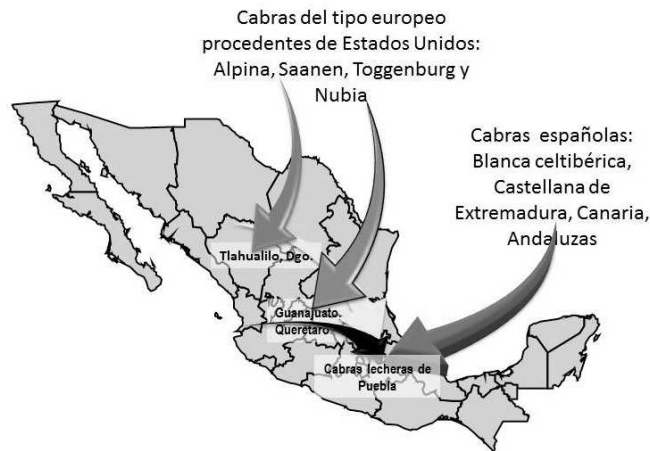 Cabras del tipo europeo
procedentes de Estados Unidos:
Alpina, Saanen, Toggenburg y
Nubia
Cabras españolas:
Blanca celtibérica,
Castellana de
Extremadura, Canaria,
Andaluzas
Tlahualilo, Dgo.
Guanajuato.
Querétaro
Cabras lecheras de
Puebla